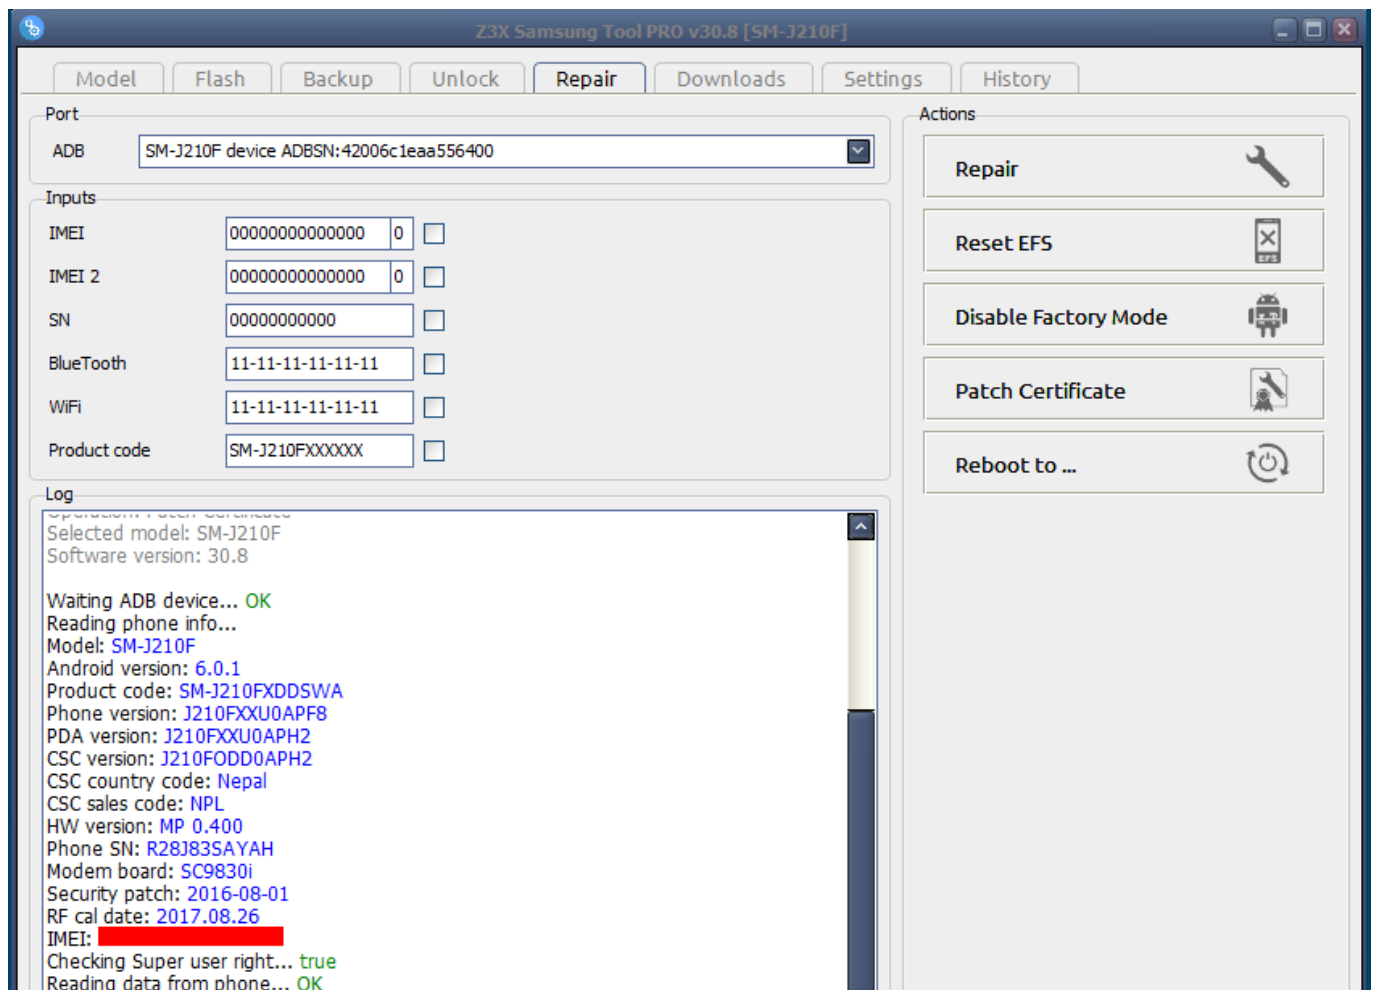 Z3X Samsung Tool PRO v30.8 [SM-J210F]
Model Flash Backup Unlock Repair Downloads Settings History
Port
ADB SM-J210F device ADBSN:42006c1eaa556400
Inputs
IMEI 00000000000000 0
IMEI 2 00000000000000 0
SN 00000000000
BlueTooth 11-11-11-11-11-11
WiFi 11-11-11-11-11-11
Product code SM-J210FXXXXXX
Actions
Repair
Reset EFS
EFS
Disable Factory Mode
Patch Certificate
Reboot to ...
Log
Operation: Patch Certificate
Selected model: SM-J210F
Software version: 30.8
Waiting ADB device... OK
Reading phone info...
Model: SM-J210F
Android version: 6.0.1
Product code: SM-J210FXDDSWA
Phone version: J210FXXU0APF8
PDA version: J210FXXU0APH2
CSC version: J210FODD0APH2
CSC country code: Nepal
CSC sales code: NPL
HW version: MP 0.400
Phone SN: R28J83SAYAH
Modem board: SC9830i
Security patch: 2016-08-01
RF cal date: 2017.08.26
IMEI:
Checking Super user right... true
Reading data from phone... OK